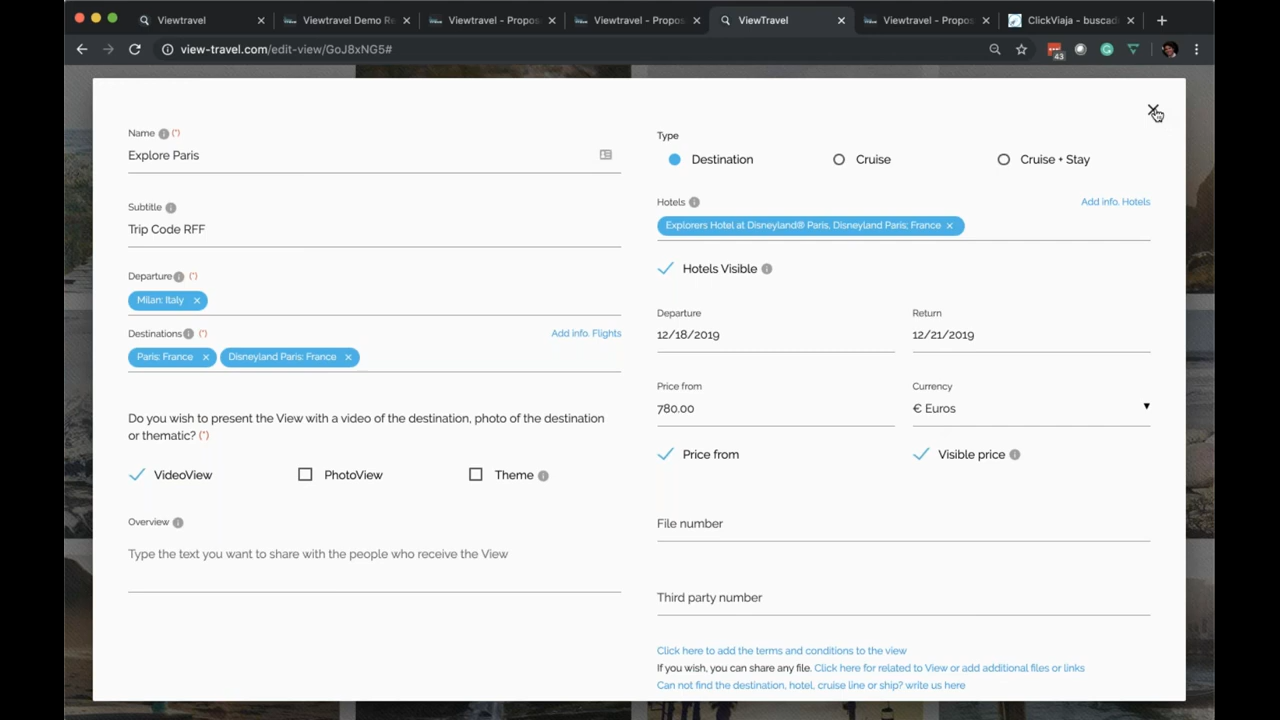 Viewtravel
Viewtravel Demo Re
Viewtravel - Propos
Viewtravel - Propos
ViewTravel
Viewtravel - Propos
ClickViaja - buscad
view-travel.com/edit-view/GoJ8xNG5#
43
Name (*)
Explore Paris
Subtitle
Trip Code RFF
Departure (*)
Milan: Italy
Destinations (*)
Add info. Flights
Paris: France
Disneyland Paris: France
Do you wish to present the View with a video of the destination, photo of the destination
or thematic? (*)
VideoView
PhotoView
Theme
Overview
Type the text you want to share with the people who receive the View
Type
Destination
Cruise
Cruise + Stay
Hotels
Add info. Hotels
Explorers Hotel at Disneyland® Paris, Disneyland Paris; France
Hotels Visible
Departure
Return
12/18/2019
12/21/2019
Price from
Currency
780.00
€ Euros
Price from
Visible price
File number
Third party number
Click here to add the terms and conditions to the view
If you wish, you can share any file. Click here for related to View or add additional files or links
Can not find the destination, hotel, cruise line or ship? write us here